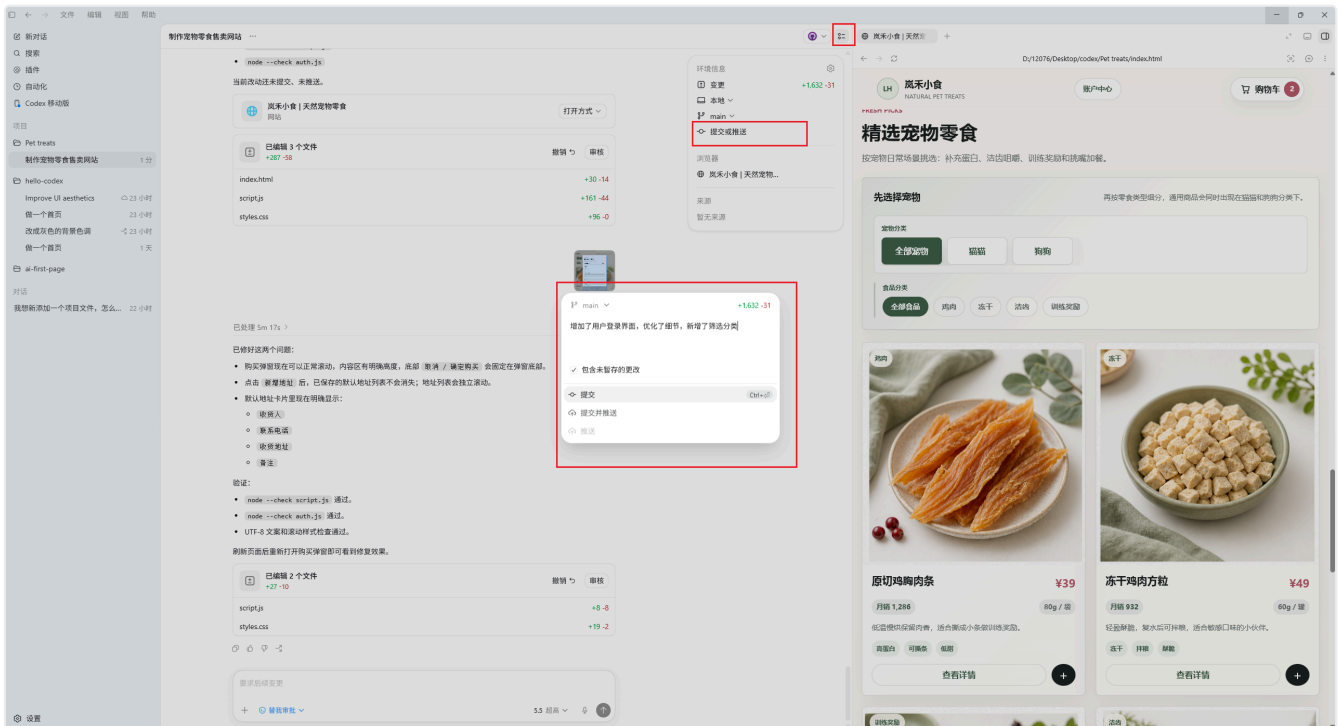 文件 编辑 视图 帮助
新对话
搜索
插件
自动化
Codex 移动版
项目
Pet treats
制作宠物零食售卖网站 1 分
hello-codex
Improve UI aesthetics 23 小时
做一个首页 23 小时
改成灰色的背景色调 23 小时
做一个首页 1 天
ai-first-page
对话
我想新添加一个项目文件，怎么... 22 小时
设置
制作宠物零食售卖网站 ...
node --check auth.js
当前改动还未提交、未推送。
岚禾小食 | 天然宠物零食
网站
打开方式
已编辑 3 个文件
+287 -58
撤销 审核
index.html +30 -14
script.js +161 -44
styles.css +96 -0
已处理 5m 17s
已修好这两个问题：
购买弹窗现在可以正常滚动，内容区有明确高度，底部 取消 / 确定购买 会固定在弹窗底部。
点击 新增地址 后，已保存的默认地址列表不会消失；地址列表会独立滚动。
默认地址卡片里现在明确显示：
收货人
联系电话
收货地址
备注
验证：
node --check script.js 通过。
node --check auth.js 通过。
UTF-8 文案和滚动样式检查通过。
刷新页面后重新打开购买弹窗即可看到修复效果。
已编辑 2 个文件
+27 -10
撤销 审核
script.js +8 -8
styles.css +19 -2
要求后续变更
替我审批
5.5 超高
环境信息
变更 +1,632 -31
本地
main
提交或推送
浏览器
岚禾小食 | 天然宠物...
来源
暂无来源
main +1,632 -31
增加了用户登录界面，优化了细节，新增了筛选分类
包含未暂存的更改
提交 Ctrl+⏎
提交并推送
推送
岚禾小食 | 天然宠
D:/12076/Desktop/codex/Pet treats/index.html
LH
岚禾小食
NATURAL PET TREATS
账户中心
购物车 2
FRESH PICKS
精选宠物零食
按宠物日常场景挑选：补充蛋白、洁齿咀嚼、训练奖励和挑嘴加餐。
先选择宠物
再按零食类型细分，通用商品会同时出现在猫猫和狗狗分类下。
宠物分类
全部宠物 猫猫 狗狗
食品分类
全部食品 鸡肉 冻干 洁齿 训练奖励
鸡肉
原切鸡胸肉条 ¥39
月销 1,286 80g / 袋
低温慢烘保留肉香，适合撕成小条做训练奖励。
高蛋白 可撕条 低脂
查看详情 +
冻干
冻干鸡肉方粒 ¥49
月销 932 60g / 罐
轻盈酥脆，复水后可拌粮，适合敏感口味的小伙伴。
冻干 拌粮 酥脆
查看详情 +
训练奖励
洁齿